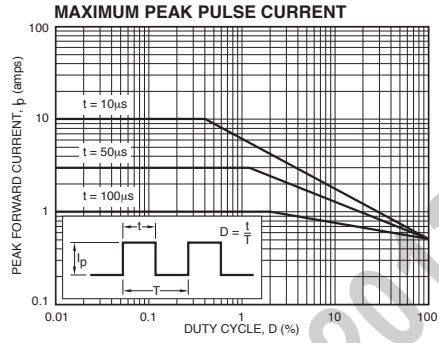 MAXIMUM PEAK PULSE CURRENT
PEAK FORWARD CURRENT, Ip (amps)
100
10
1
0.1
t = 10µs
t = 50µs
t = 100µs
t
Ip
T
D = t/T
0.01
0.1
1
10
100
DUTY CYCLE, D (%)
201